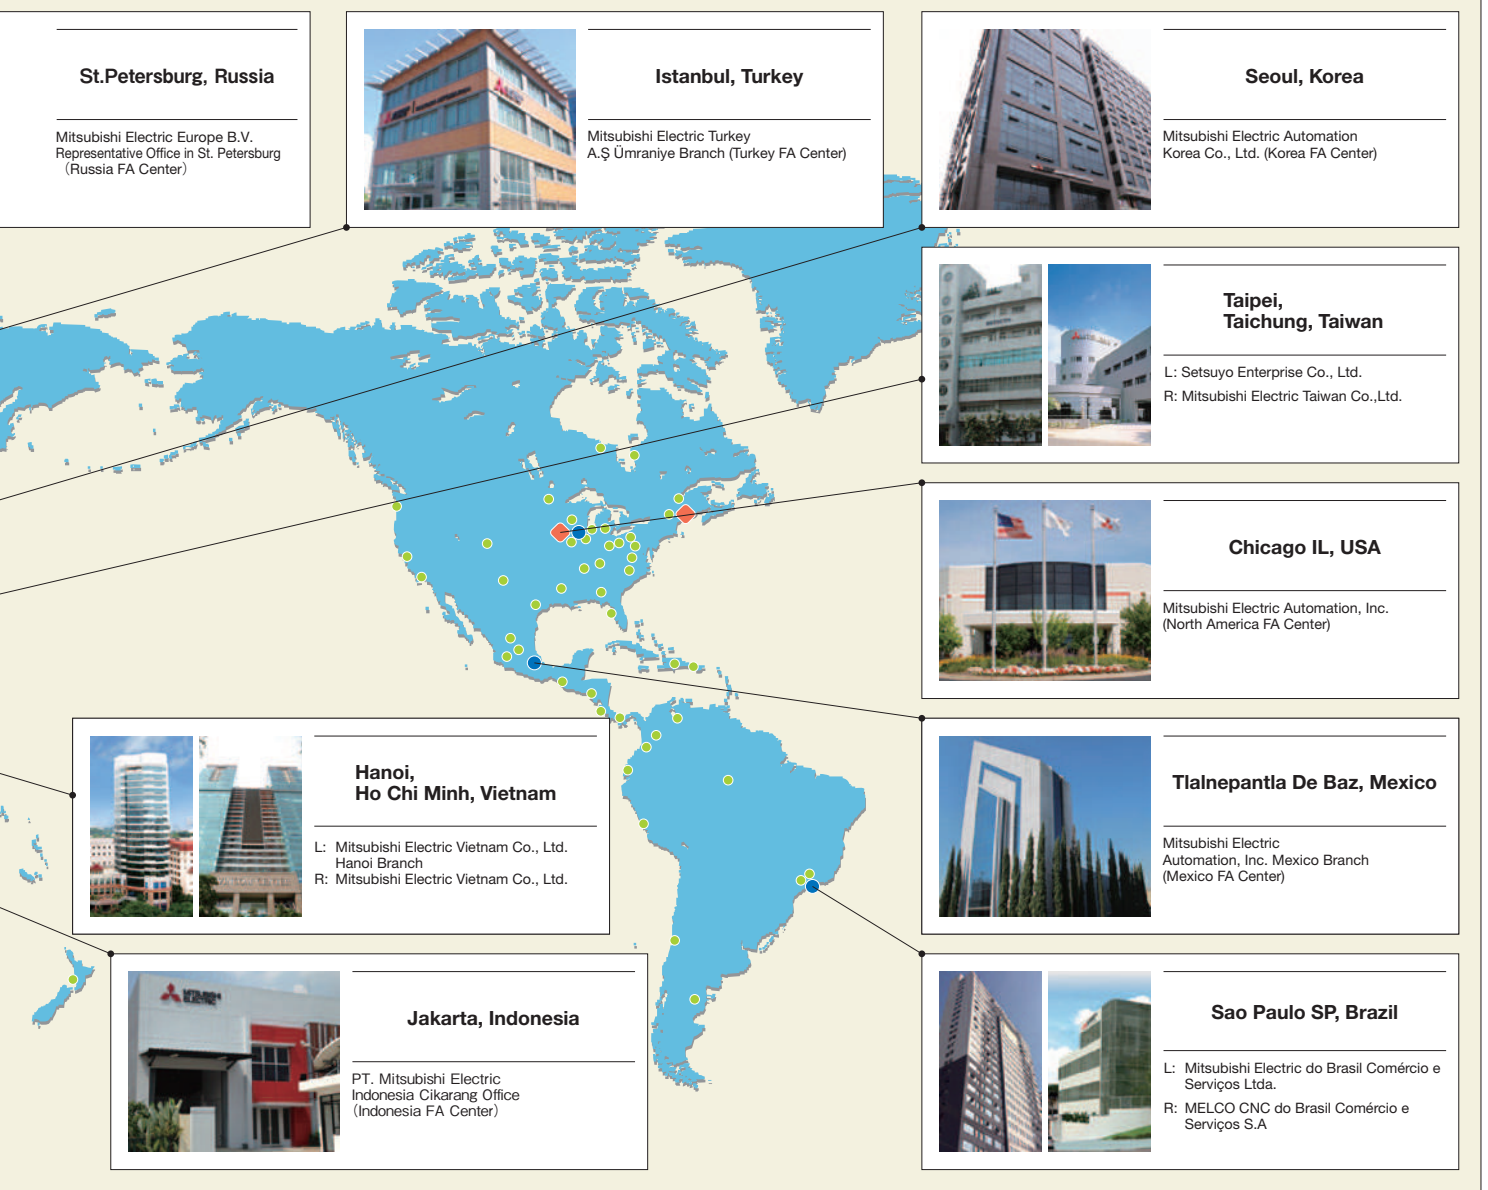 St.Petersburg, Russia
Mitsubishi Electric Europe B.V.
Representative Office in St. Petersburg
（Russia FA Center）
Istanbul, Turkey
Mitsubishi Electric Turkey
A.Ş Ümraniye Branch (Turkey FA Center)
Seoul, Korea
Mitsubishi Electric Automation
Korea Co., Ltd. (Korea FA Center)
Taipei,
Taichung, Taiwan
L: Setsuyo Enterprise Co., Ltd.
R: Mitsubishi Electric Taiwan Co.,Ltd.
Chicago IL, USA
Mitsubishi Electric Automation, Inc.
(North America FA Center)
Hanoi,
Ho Chi Minh, Vietnam
L: Mitsubishi Electric Vietnam Co., Ltd.
Hanoi Branch
R: Mitsubishi Electric Vietnam Co., Ltd.
Tlalnepantla De Baz, Mexico
Mitsubishi Electric
Automation, Inc. Mexico Branch
(Mexico FA Center)
MITSUBISHI
ELECTRIC
Jakarta, Indonesia
PT. Mitsubishi Electric
Indonesia Cikarang Office
（Indonesia FA Center）
Sao Paulo SP, Brazil
L: Mitsubishi Electric do Brasil Comércio e
Serviços Ltda.
R: MELCO CNC do Brasil Comércio e
Serviços S.A